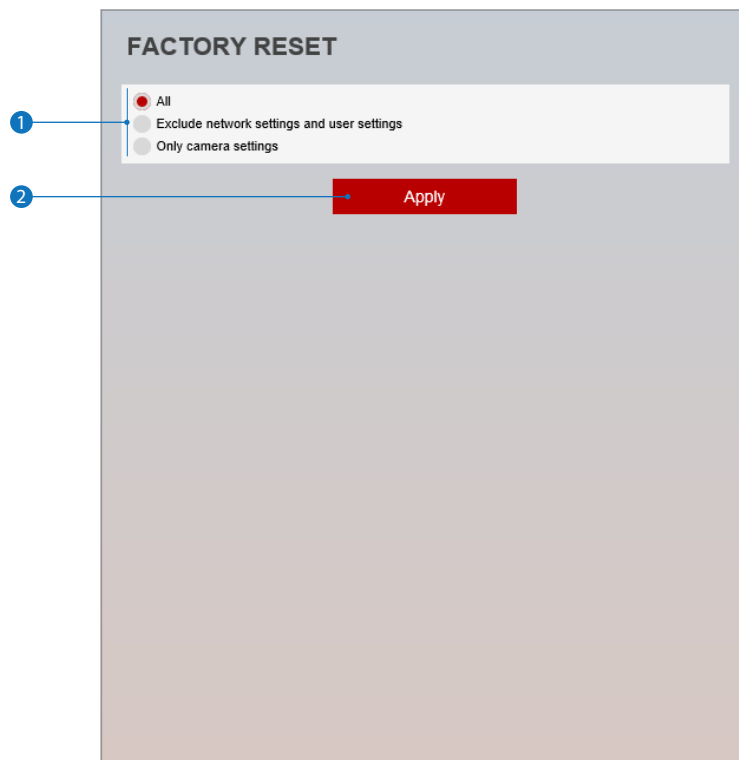 FACTORY RESET
All
1
Exclude network settings and user settings
Only camera settings
2
Apply